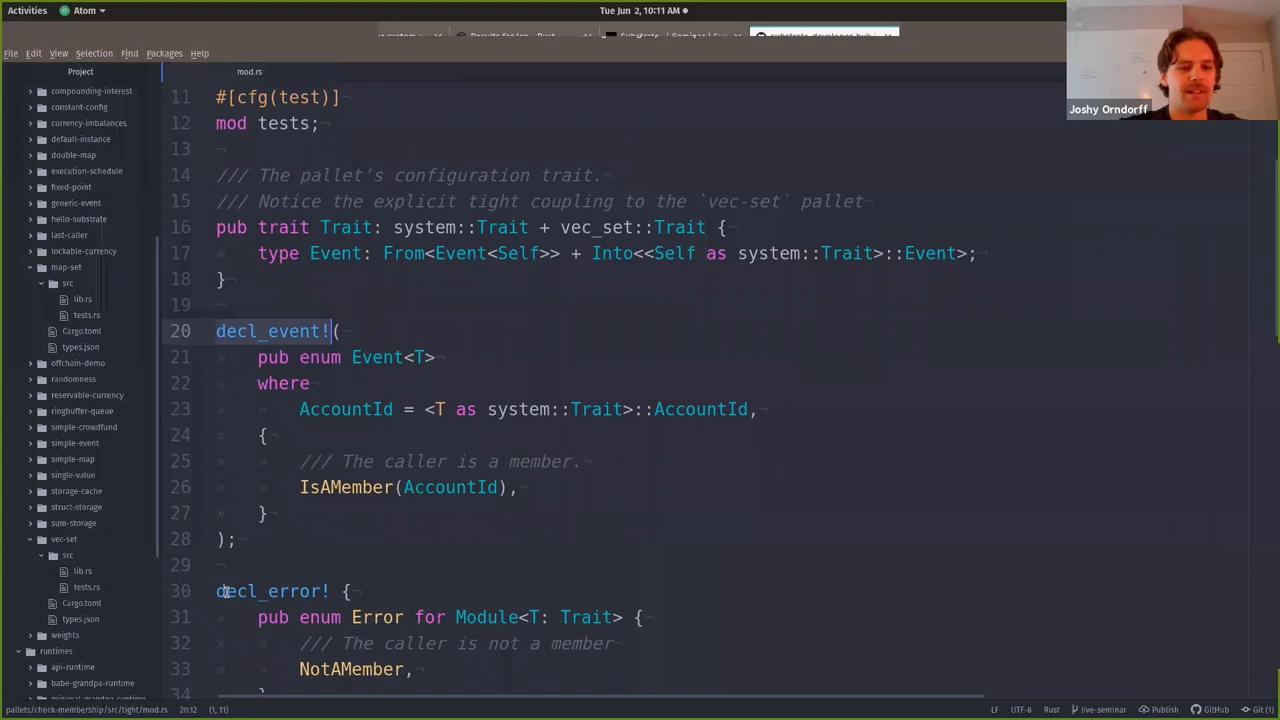 Activities Atom Tue Jun 2, 10:11 AM
Substrate
File Edit View Selection Find Packages Help
Project mod.rs
compounding-interest
constant-config
currency-imbalances
default-instance
double-map
execution-schedule
fixed-point
generic-event
hello-substrate
last-caller
lockable-currency
map-set
src
lib.rs
tests.rs
Cargo.toml
types.json
offchain-demo
randomness
reservable-currency
ringbuffer-queue
simple-crowdfund
simple-event
simple-map
single-value
storage-cache
struct-storage
sum-storage
vec-set
src
lib.rs
tests.rs
Cargo.toml
types.json
weights
runtimes
api-runtime
babe-grandpa-runtime
minimal-grandpa-runtime
11 #[cfg(test)]
12 mod tests;
13
14 /// The pallet's configuration trait.
15 /// Notice the explicit tight coupling to the `vec-set` pallet
16 pub trait Trait: system::Trait + vec_set::Trait {
17 type Event: From<Event<Self>> + Into<<Self as system::Trait>::Event>;
18 }
19
20 decl_event!(
21 pub enum Event<T>
22 where
23 AccountId = <T as system::Trait>::AccountId,
24 {
25 /// The caller is a member.
26 IsAMember(AccountId),
27 }
28 );
29
30 decl_error! {
31 pub enum Error for Module<T: Trait> {
32 /// The caller is not a member
33 NotAMember,
34 }
Joshy Orndorff
pallets/check-membership/src/tight/mod.rs 20:12 (1, 11) LF UTF-8 Rust live-seminar Publish GitHub Git (1)